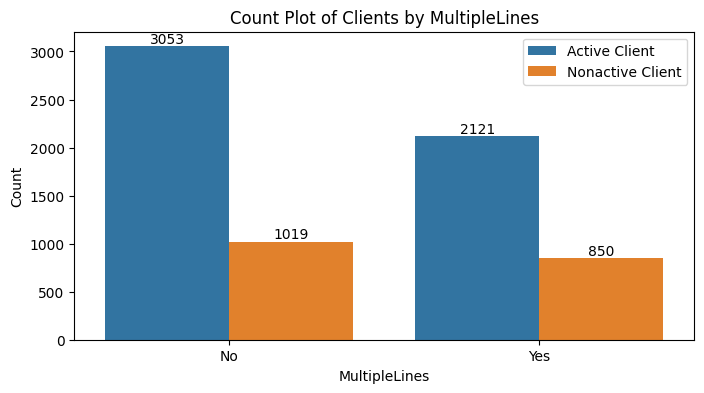 Count Plot of Clients by MultipleLines
Active Client
Nonactive Client
Count
3000
2500
2000
1500
1000
500
0
3053
1019
2121
850
No
Yes
MultipleLines